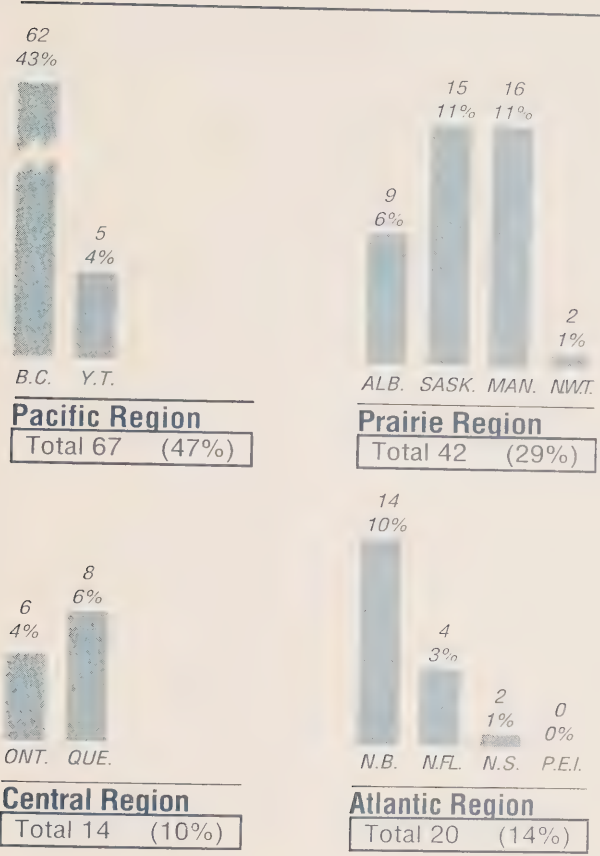 62
43%
5
4%
B.C. Y.T.
Pacific Region
Total 67 (47%)
15 16
11% 11%
9
6%
2
1%
ALB. SASK. MAN. N.W.T.
Prairie Region
Total 42 (29%)
8
6%
6
4%
ONT. QUE.
Central Region
Total 14 (10%)
14
10%
4
3%
2
1%
0
0%
N.B. N.FL. N.S. P.E.I.
Atlantic Region
Total 20 (14%)